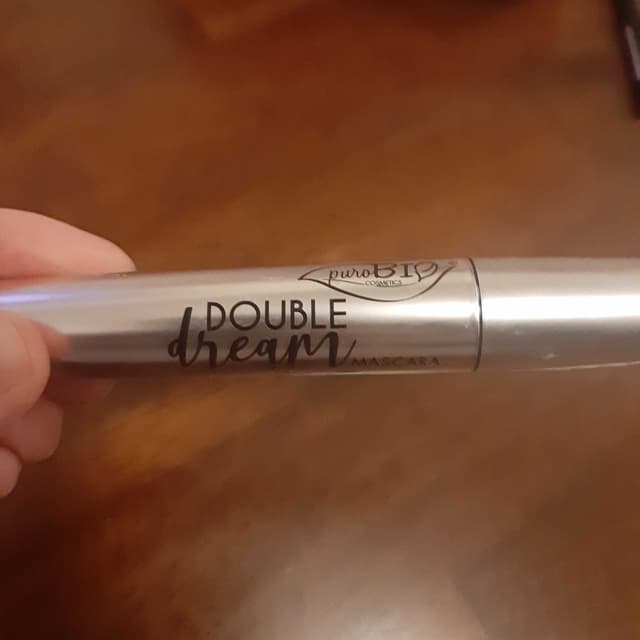 puroBIO
COSMETICS
DOUBLE
dream
MASCARA